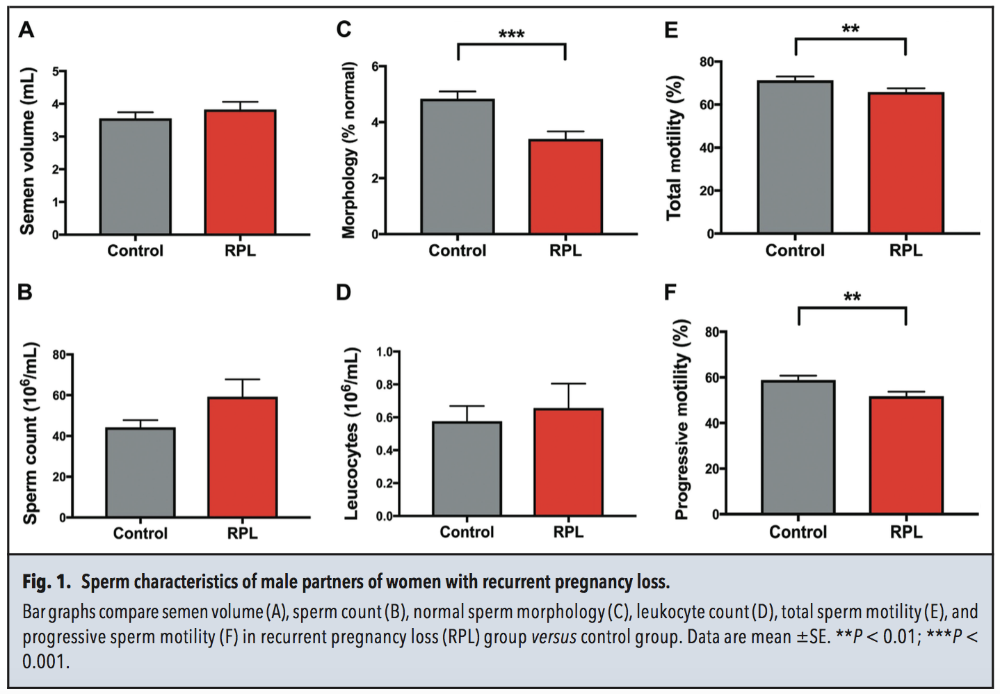 A
Semen volume (mL)
5
4
3
2
1
0
Control
RPL
B
Sperm count (10⁶/mL)
80
60
40
20
0
Control
RPL
C
***
Morphology (% normal)
6
4
2
0
Control
RPL
D
Leucocytes (10⁶/mL)
1.0
0.8
0.6
0.4
0.2
0.0
Control
RPL
E
**
Total motility (%)
80
60
40
20
0
Control
RPL
F
**
Progressive motility (%)
80
60
40
20
0
Control
RPL
Fig. 1. Sperm characteristics of male partners of women with recurrent pregnancy loss.
Bar graphs compare semen volume (A), sperm count (B), normal sperm morphology (C), leukocyte count (D), total sperm motility (E), and
progressive sperm motility (F) in recurrent pregnancy loss (RPL) group versus control group. Data are mean ±SE. **P < 0.01; ***P <
0.001.